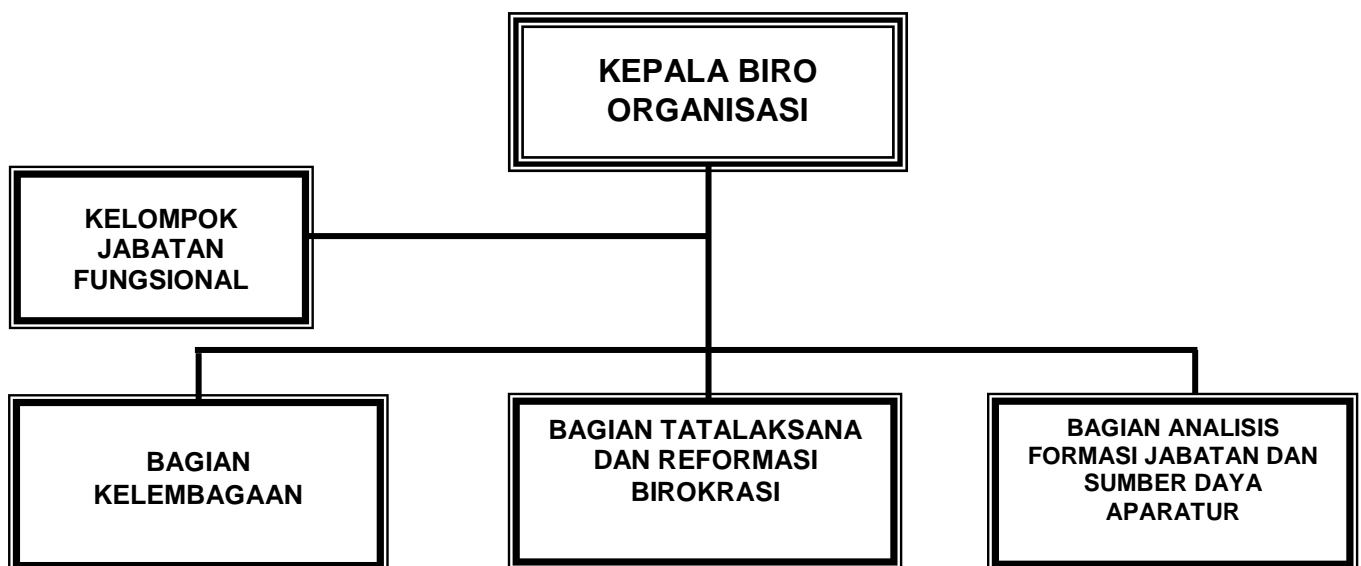 KEPALA BIRO
ORGANISASI
KELOMPOK
JABATAN
FUNGSIONAL
BAGIAN
KELEMBAGAAN
BAGIAN TATALAKSANA
DAN REFORMASI
BIROKRASI
BAGIAN ANALISIS
FORMASI JABATAN DAN
SUMBER DAYA
APARATUR